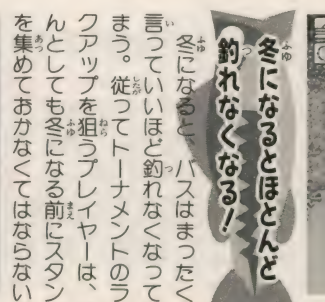 冬になるとほとんど
釣れなくなる!
冬になると、バスはまったく
言っていいほど釣れなくなって
まう。従ってトーナメントのラ
クアップを狙うプレイヤーは、
んとしても冬になる前にスタン
を集めておかなくてはならない